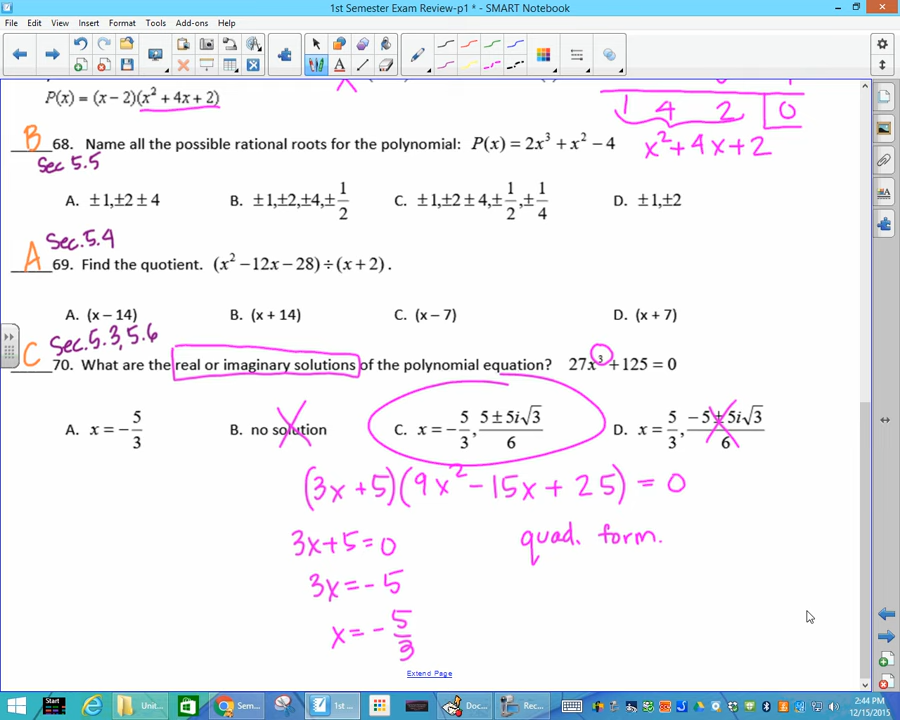 1st Semester Exam Review-p1 * - SMART Notebook
File Edit View Insert Format Tools Add-ons Help
P(x) = (x − 2)(x² + 4x + 2)
1 4 2 0
x² + 4x + 2
B
68. Name all the possible rational roots for the polynomial: P(x) = 2x³ + x² − 4
Sec 5.5
A. ±1,±2 ± 4 B. ±1,±2,±4,±1/2 C. ±1,±2 ± 4,±1/2,±1/4 D. ±1,±2
Sec. 5.4
A
69. Find the quotient. (x² −12x − 28) ÷ (x + 2).
A. (x − 14) B. (x + 14) C. (x − 7) D. (x + 7)
Sec. 5.3, 5.6
C
70. What are the real or imaginary solutions of the polynomial equation? 27x³ + 125 = 0
A. x = −5/3 B. no solution C. x = −5/3, (5 ± 5i√3)/6 D. x = 5/3, (−5 ± 5i√3)/6
(3x + 5)(9x² − 15x + 25) = 0
3x + 5 = 0 quad. form.
3x = −5
x = −5/3
Extend Page
Start Unit... Sem... 1st ... Doc... Rec...
2:44 PM
12/15/2015